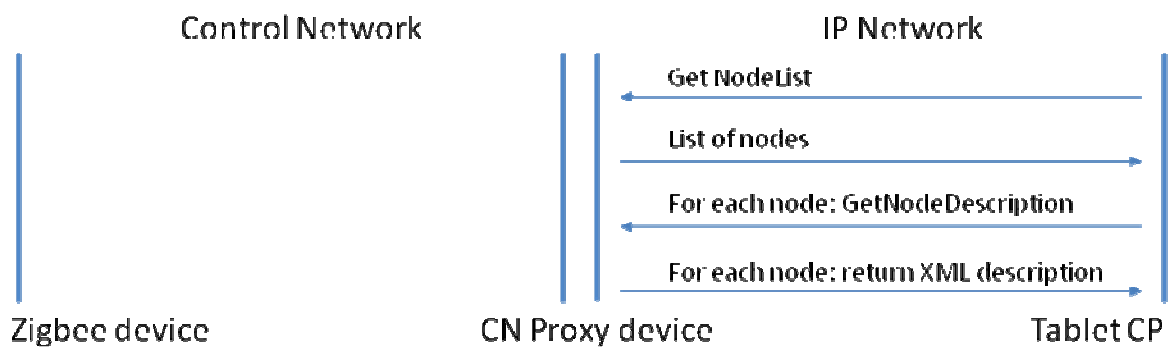 Control Network
IP Network
Get NodeList
List of nodes
For each node: GetNodeDescription
For each node: return XML description
Zigbee device
CN Proxy device
Tablet CP